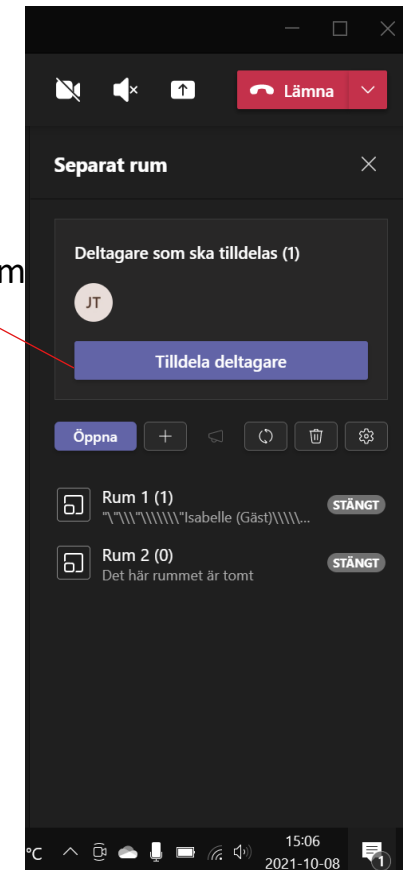 Lämna
Separat rum
Deltagare som ska tilldelas (1)
m
JT
Tilldela deltagare
Öppna
Rum 1 (1)
STÄNGT
"\"\\\"\\\\\\\"Isabelle (Gäst)\\\\\...
Rum 2 (0)
STÄNGT
Det här rummet är tomt
°C
15:06
2021-10-08
1